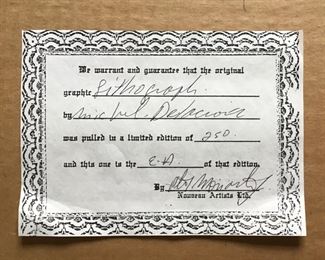 We warrant and guarantee that the original
graphic Lithograph
by Michel Delacroix
was pulled in a limited edition of 250.
and this one is the E.A. of that edition.
By
Nouveau Artists Ltd.